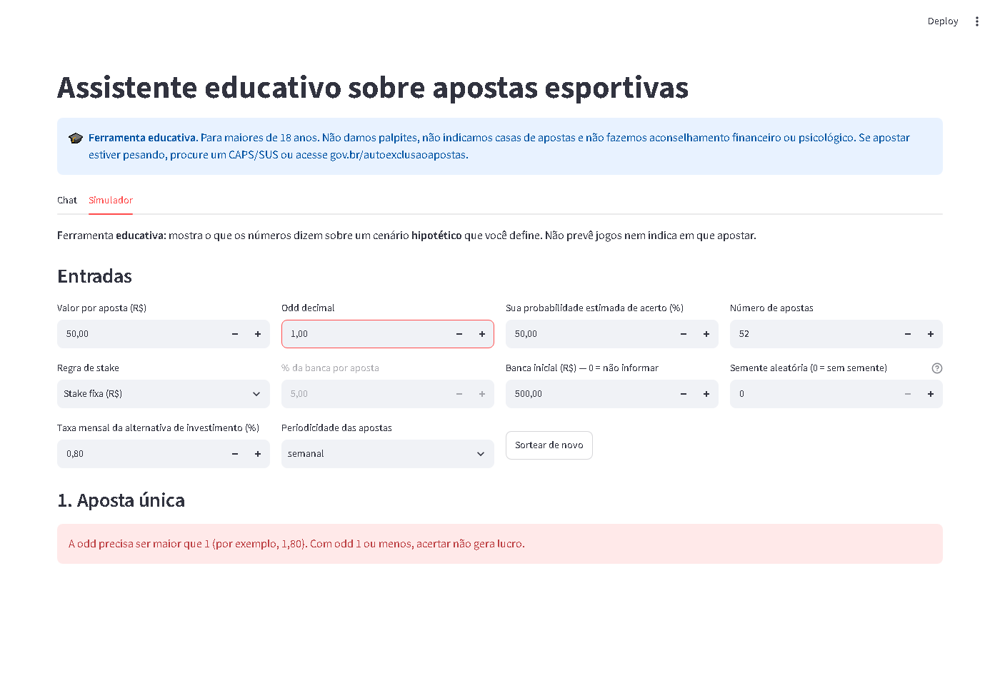 Deploy
Assistente educativo sobre apostas esportivas
Ferramenta educativa. Para maiores de 18 anos. Não damos palpites, não indicamos casas de apostas e não fazemos aconselhamento financeiro ou psicológico. Se apostar
estiver pesando, procure um CAPS/SUS ou acesse gov.br/autoexclusaoapostas.
Chat Simulador
Ferramenta educativa: mostra o que os números dizem sobre um cenário hipotético que você define. Não prevê jogos nem indica em que apostar.
Entradas
Valor por aposta (R$) Odd decimal Sua probabilidade estimada de acerto (%) Número de apostas
50,00 1,00 50,00 52
Regra de stake % da banca por aposta Banca inicial (R$) — 0 = não informar Semente aleatória (0 = sem semente)
Stake fixa (R$) 5,00 500,00 0
Taxa mensal da alternativa de investimento (%) Periodicidade das apostas
0,80 semanal Sortear de novo
1. Aposta única
A odd precisa ser maior que 1 (por exemplo, 1,80). Com odd 1 ou menos, acertar não gera lucro.